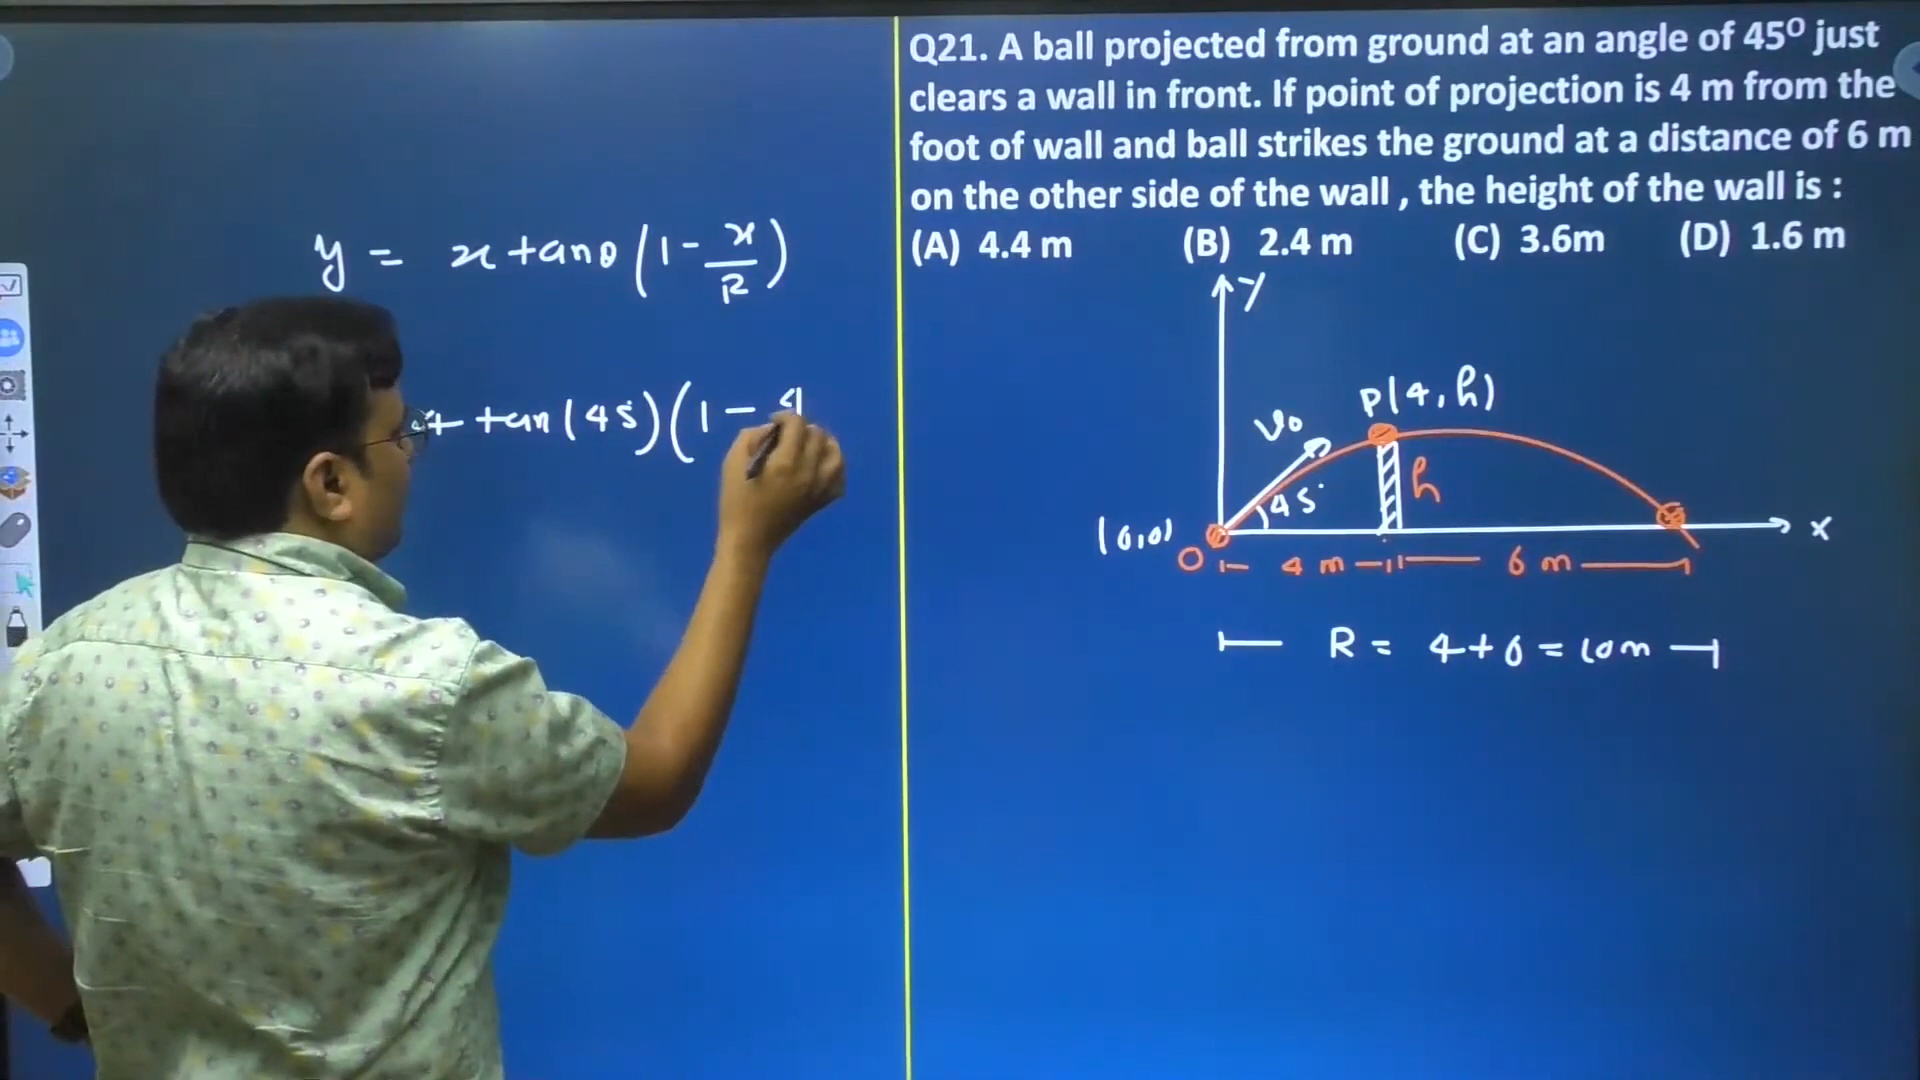 y = x tanθ (1 - x/R)
4 tan(45)(1 - 4
Q21. A ball projected from ground at an angle of 45⁰ just
clears a wall in front. If point of projection is 4 m from the
foot of wall and ball strikes the ground at a distance of 6 m
on the other side of the wall , the height of the wall is :
(A) 4.4 m (B) 2.4 m (C) 3.6m (D) 1.6 m
Y
P(4, h)
v₀
45°
h
(0,0)
X
O
4 m
6 m
R = 4+6 = 10m